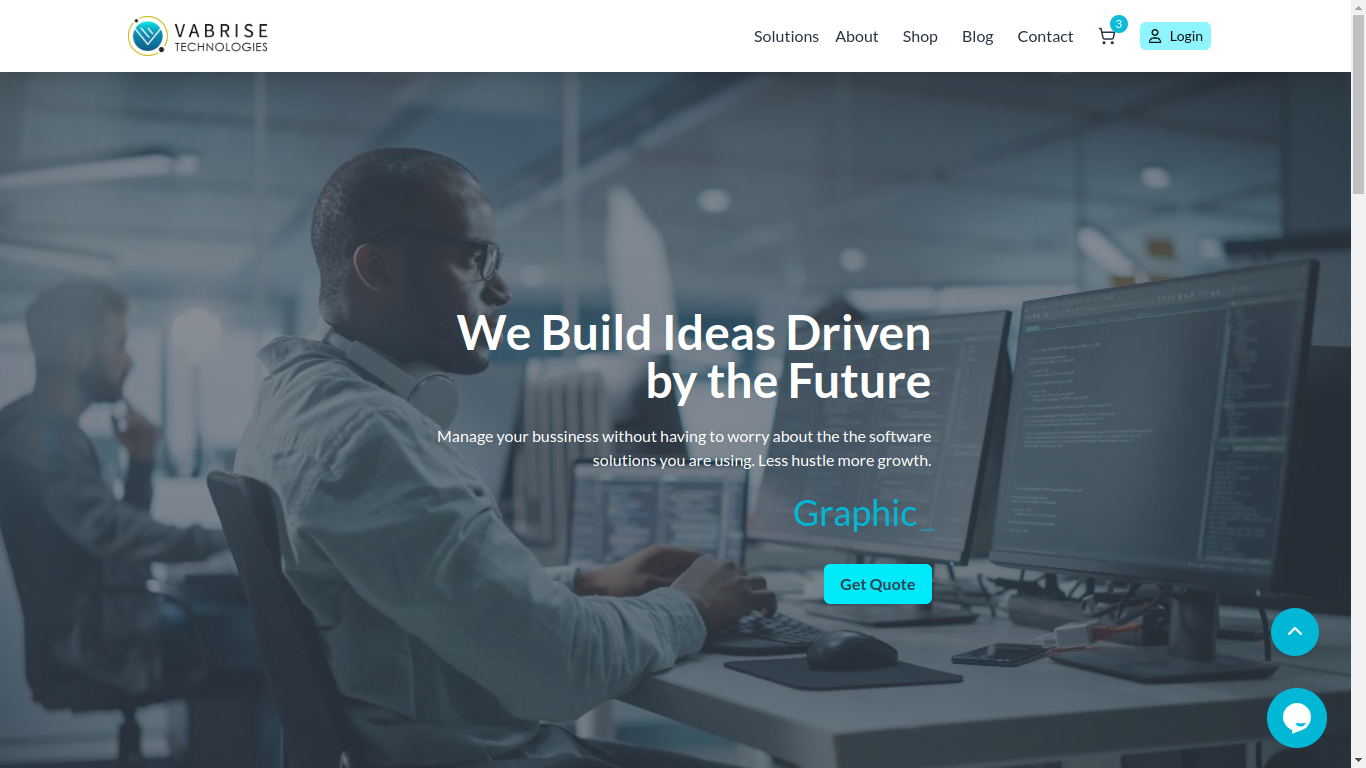 VABRISE
TECHNOLOGIES
Solutions
About
Shop
Blog
Contact
3
Login
We Build Ideas Driven
by the Future
Manage your bussiness without having to worry about the the software
solutions you are using. Less hustle more growth.
Graphic_
Get Quote